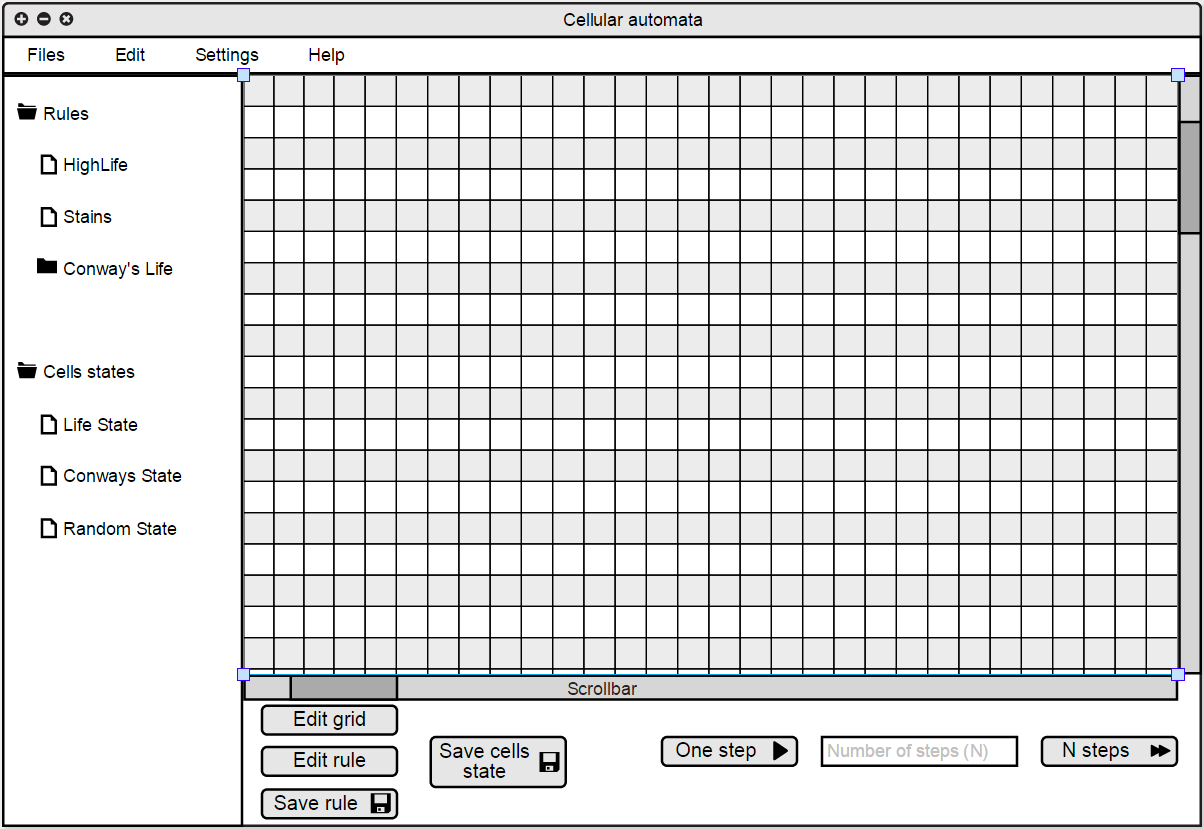 Cellular automata
Files
Edit
Settings
Help
Rules
HighLife
Stains
Conway's Life
Cells states
Life State
Conways State
Random State
Scrollbar
Edit grid
Edit rule
Save rule
Save cells
state
One step
Number of steps (N)
N steps